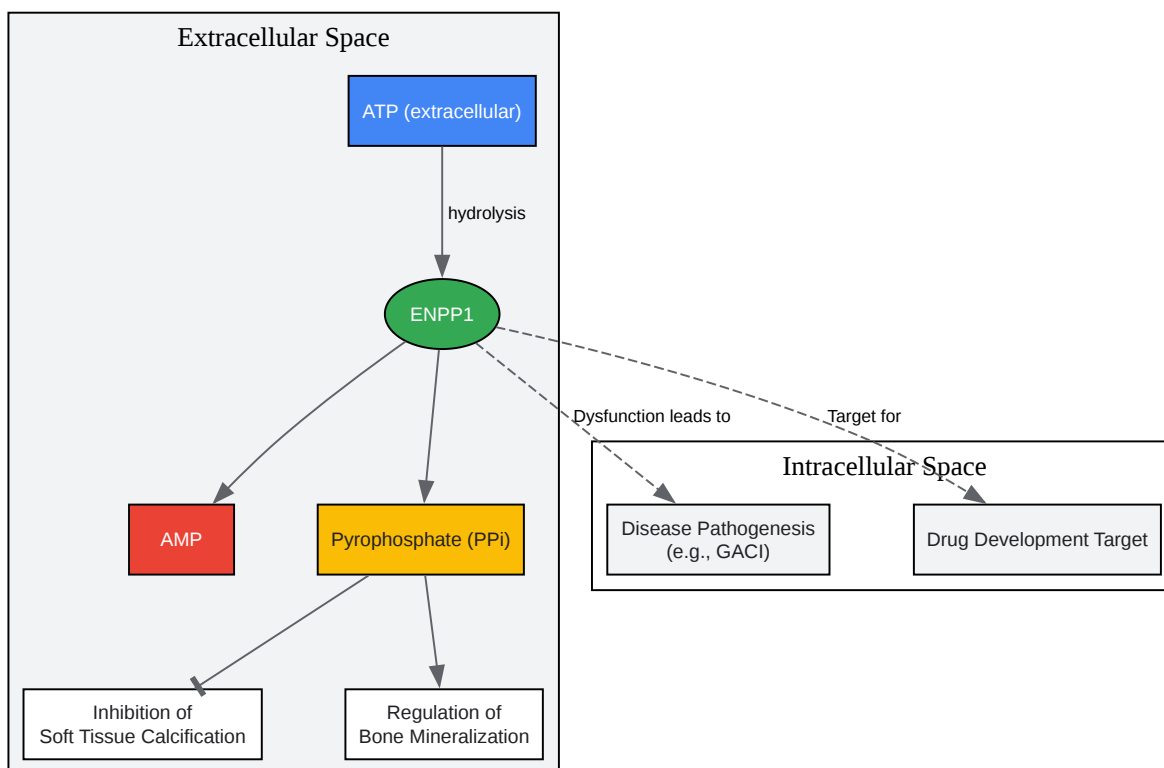 Extracellular Space
ATP (extracellular)
hydrolysis
ENPP1
Dysfunction leads to
Target for
Intracellular Space
AMP
Pyrophosphate (PPi)
Disease Pathogenesis
(e.g., GACI)
Drug Development Target
Inhibition of
Soft Tissue Calcification
Regulation of
Bone Mineralization